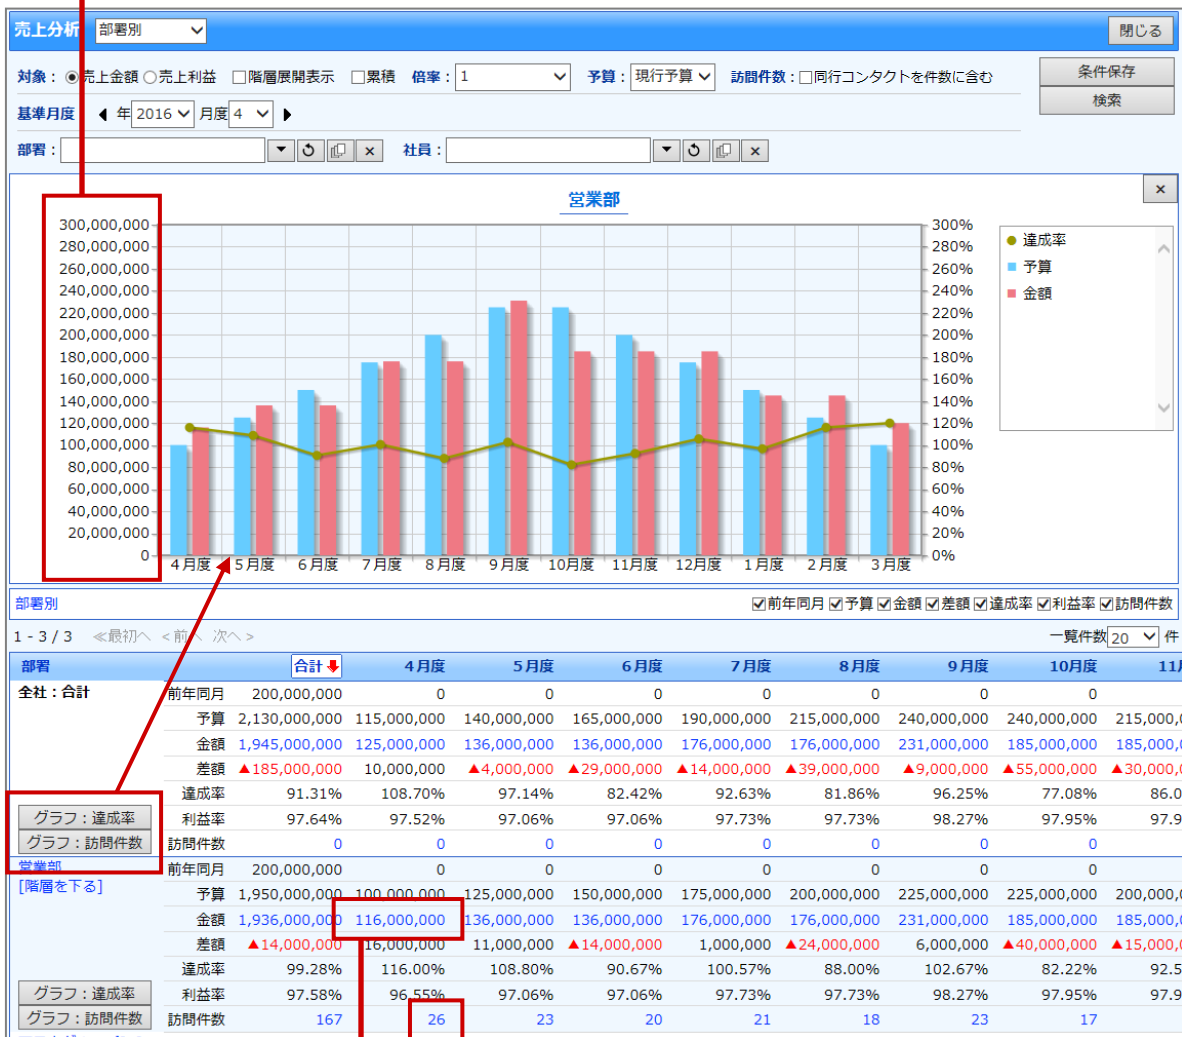 売上分析 部署別 閉じる
対象： 売上金額 売上利益 階層展開表示 累積 倍率： 1 予算： 現行予算 訪問件数： 同行コンタクトを件数に含む 条件保存
基準月度 年 2016 月度 4 検索
部署： × 社員： ×
営業部 ×
300,000,000 300%
280,000,000 280%
260,000,000 260%
240,000,000 240%
220,000,000 220%
200,000,000 200%
180,000,000 180%
160,000,000 160%
140,000,000 140%
120,000,000 120%
100,000,000 100%
80,000,000 80%
60,000,000 60%
40,000,000 40%
20,000,000 20%
0 0%
4月度 5月度 6月度 7月度 8月度 9月度 10月度 11月度 12月度 1月度 2月度 3月度
達成率
予算
金額
部署別 前年同月 予算 金額 差額 達成率 利益率 訪問件数
1 - 3 / 3 ≪最初へ < 前へ 次へ > 一覧件数 20 件
部署 合計 4月度 5月度 6月度 7月度 8月度 9月度 10月度 11
全社：合計 前年同月 200,000,000 0 0 0 0 0 0 0
予算 2,130,000,000 115,000,000 140,000,000 165,000,000 190,000,000 215,000,000 240,000,000 240,000,000 215,000,
金額 1,945,000,000 125,000,000 136,000,000 136,000,000 176,000,000 176,000,000 231,000,000 185,000,000 185,000,
差額 ▲185,000,000 10,000,000 ▲4,000,000 ▲29,000,000 ▲14,000,000 ▲39,000,000 ▲9,000,000 ▲55,000,000 ▲30,000,
達成率 91.31% 108.70% 97.14% 82.42% 92.63% 81.86% 96.25% 77.08% 86.0
グラフ：達成率 利益率 97.64% 97.52% 97.06% 97.06% 97.73% 97.73% 98.27% 97.95% 97.9
グラフ：訪問件数 訪問件数 0 0 0 0 0 0 0 0
営業部 前年同月 200,000,000 0 0 0 0 0 0 0
[階層を下る] 予算 1,950,000,000 100,000,000 125,000,000 150,000,000 175,000,000 200,000,000 225,000,000 225,000,000 200,000,
金額 1,936,000,000 116,000,000 136,000,000 136,000,000 176,000,000 176,000,000 231,000,000 185,000,000 185,000,
差額 ▲14,000,000 16,000,000 11,000,000 ▲14,000,000 1,000,000 ▲24,000,000 6,000,000 ▲40,000,000 ▲15,000,
達成率 99.28% 116.00% 108.80% 90.67% 100.57% 88.00% 102.67% 82.22% 92.5
グラフ：達成率 利益率 97.58% 96.55% 97.06% 97.06% 97.73% 97.73% 98.27% 97.95% 97.9
グラフ：訪問件数 訪問件数 167 26 23 20 21 18 23 17